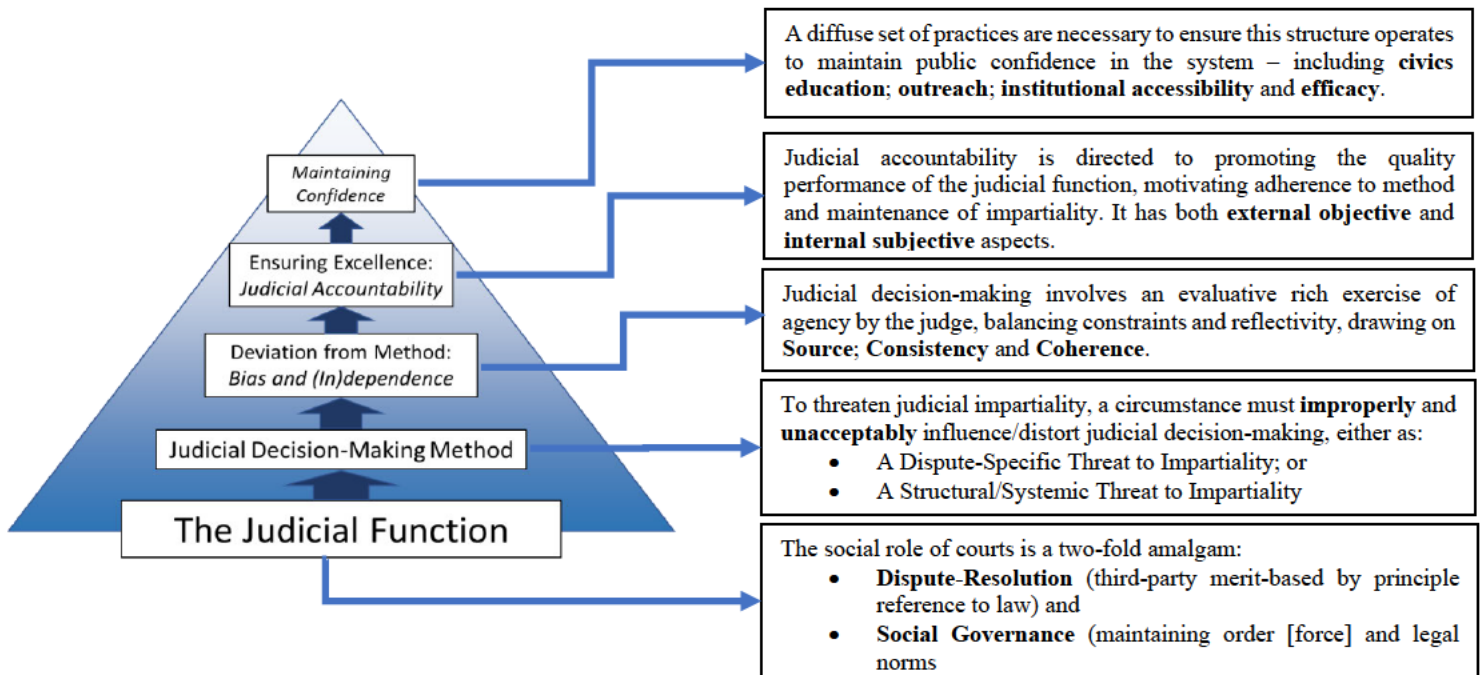 A diffuse set of practices are necessary to ensure this structure operates
to maintain public confidence in the system – including civics
education; outreach; institutional accessibility and efficacy.
Maintaining
Confidence
Judicial accountability is directed to promoting the quality
performance of the judicial function, motivating adherence to method
and maintenance of impartiality. It has both external objective and
internal subjective aspects.
Ensuring Excellence:
Judicial Accountability
Judicial decision-making involves an evaluative rich exercise of
agency by the judge, balancing constraints and reflectivity, drawing on
Source; Consistency and Coherence.
Deviation from Method:
Bias and (In)dependence
To threaten judicial impartiality, a circumstance must improperly and
unacceptably influence/distort judicial decision-making, either as:
• A Dispute-Specific Threat to Impartiality; or
• A Structural/Systemic Threat to Impartiality
Judicial Decision-Making Method
The Judicial Function
The social role of courts is a two-fold amalgam:
• Dispute-Resolution (third-party merit-based by principle
reference to law) and
• Social Governance (maintaining order [force] and legal
norms